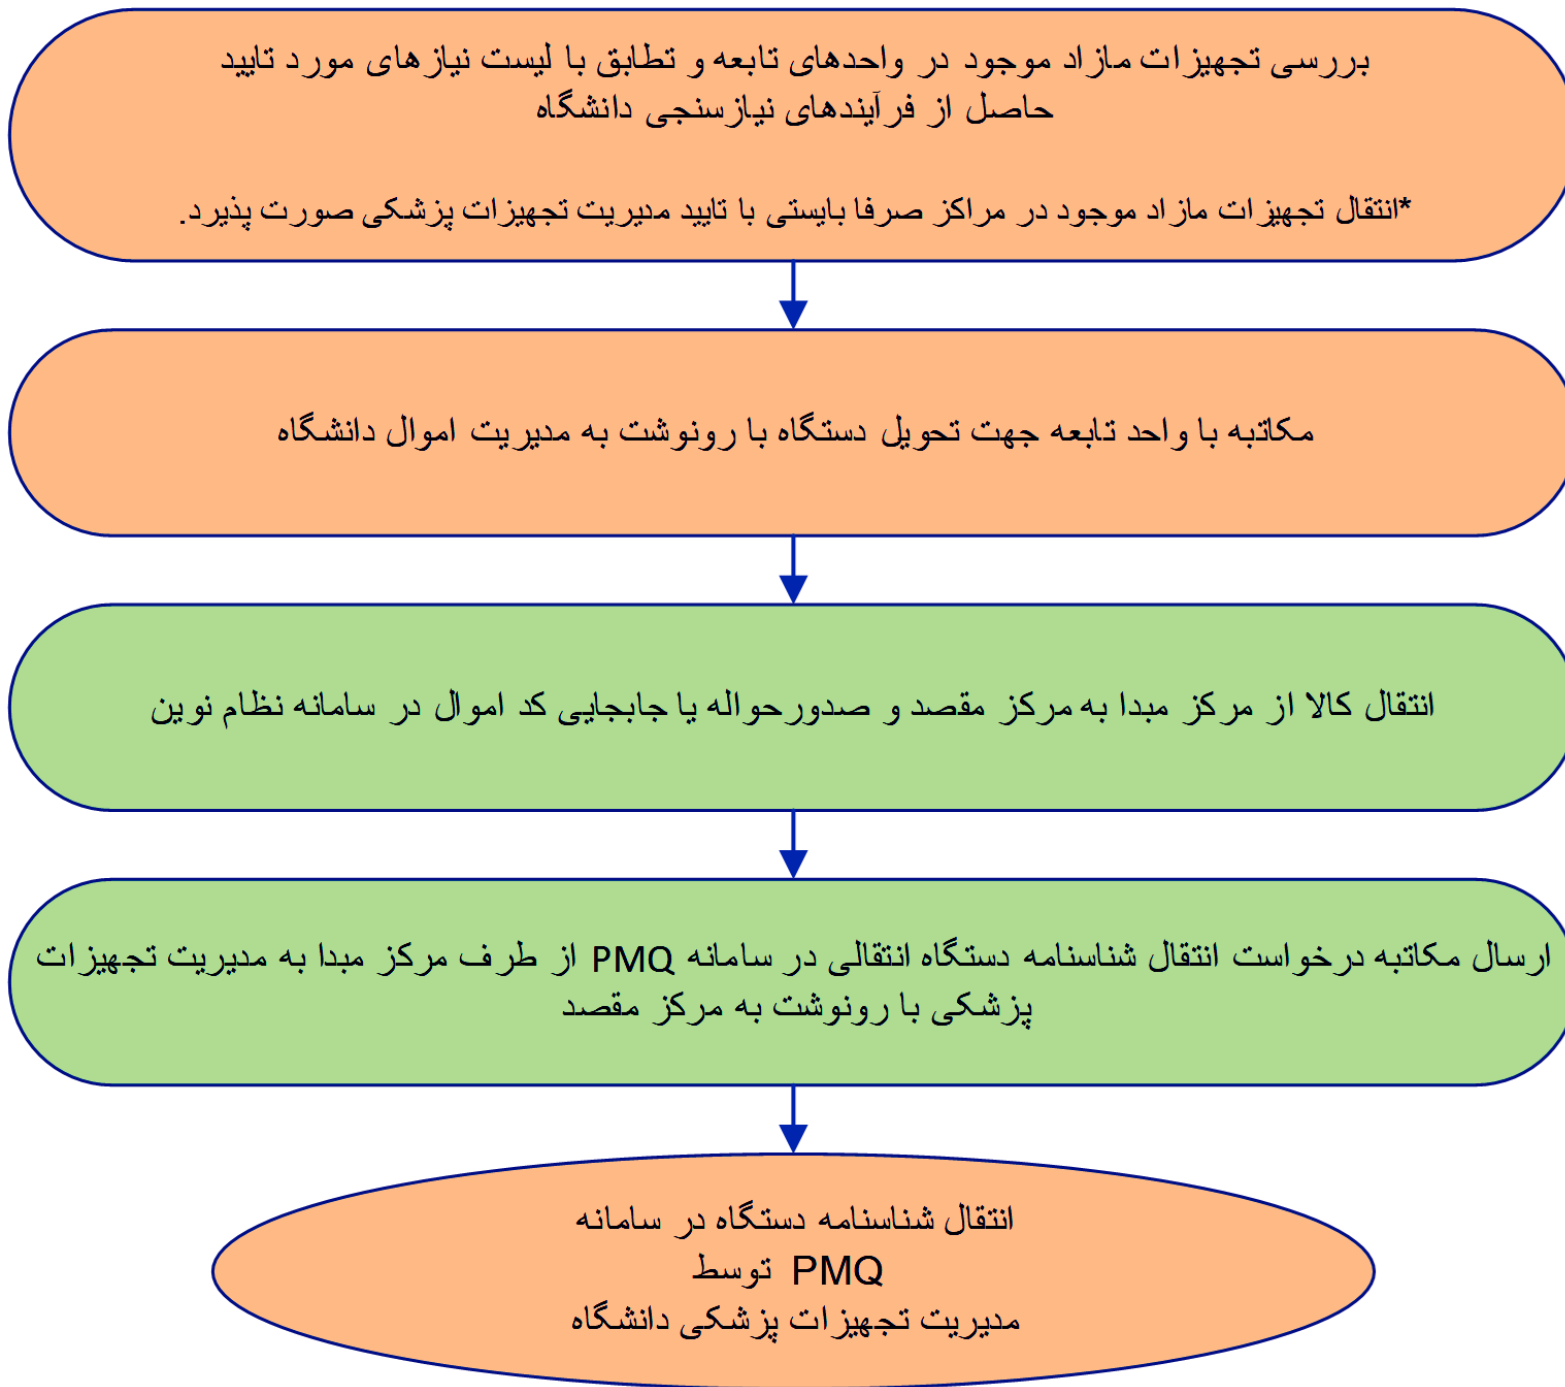 بررسی تجهیزات مازاد موجود در واحدهای تابعه و تطابق با لیست نیازهای مورد تایید
حاصل از فرآیندهای نیازسنجی دانشگاه
*انتقال تجهیزات مازاد موجود در مراکز صرفا بایستی با تایید مدیریت تجهیزات پزشکی صورت پذیرد.
مکاتبه با واحد تابعه جهت تحویل دستگاه با رونوشت به مدیریت اموال دانشگاه
انتقال کالا از مرکز مبدا به مرکز مقصد و صدورحواله یا جابجایی کد اموال در سامانه نظام نوین
ارسال مکاتبه درخواست انتقال شناسنامه دستگاه انتقالی در سامانه PMQ از طرف مرکز مبدا به مدیریت تجهیزات
پزشکی با رونوشت به مرکز مقصد
انتقال شناسنامه دستگاه در سامانه
PMQ توسط
مدیریت تجهیزات پزشکی دانشگاه